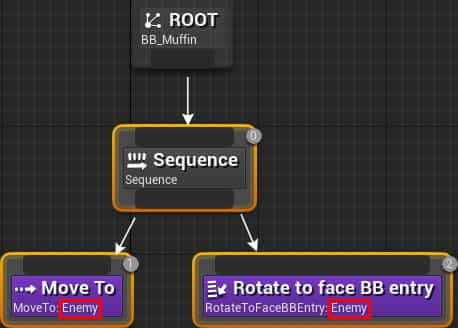 ROOT
BB_Muffin
0
Sequence
Sequence
1
Move To
MoveTo: Enemy
2
Rotate to face BB entry
RotateToFaceBBEntry: Enemy